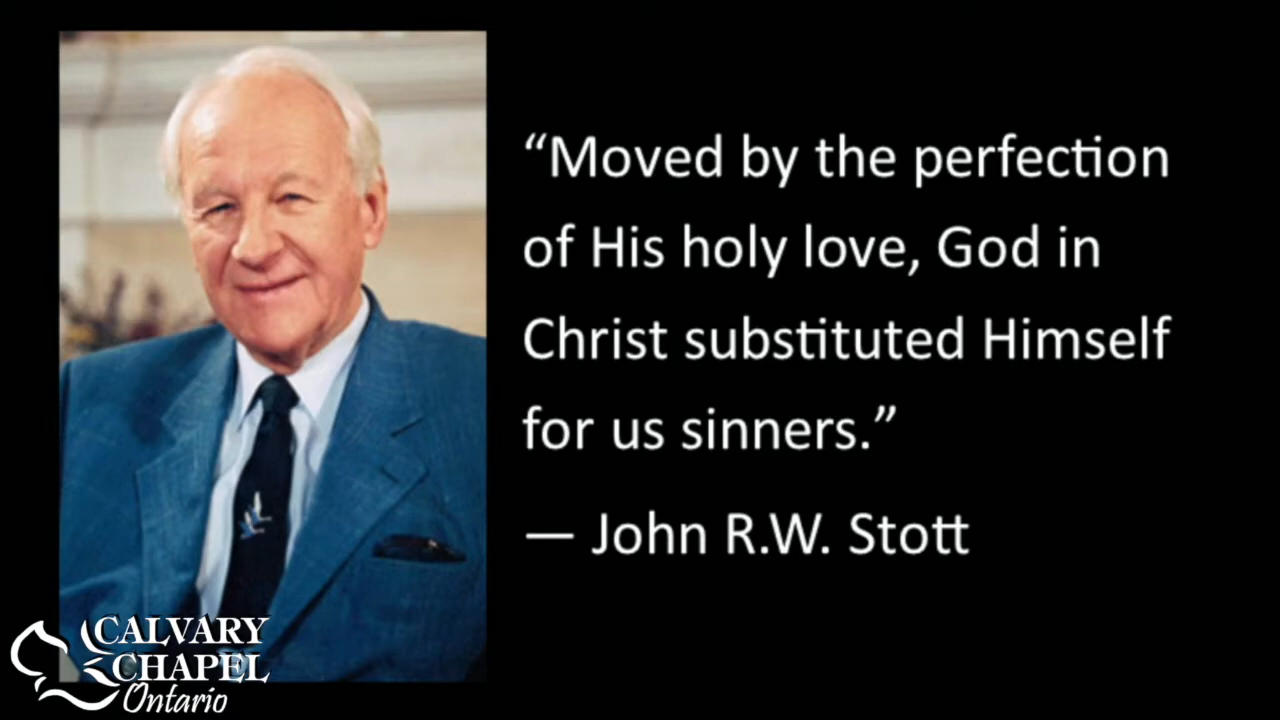 “Moved by the perfection
of His holy love, God in
Christ substituted Himself
for us sinners.”
— John R.W. Stott
CALVARY
CHAPEL
Ontario